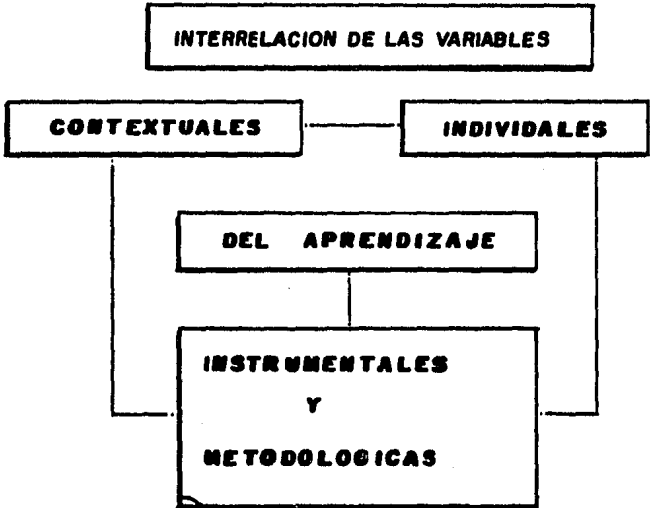 INTERRELACION DE LAS VARIABLES
CONTEXTUALES
INDIVIDALES
DEL APRENDIZAJE
INSTRUMENTALES
Y
METODOLOGICAS